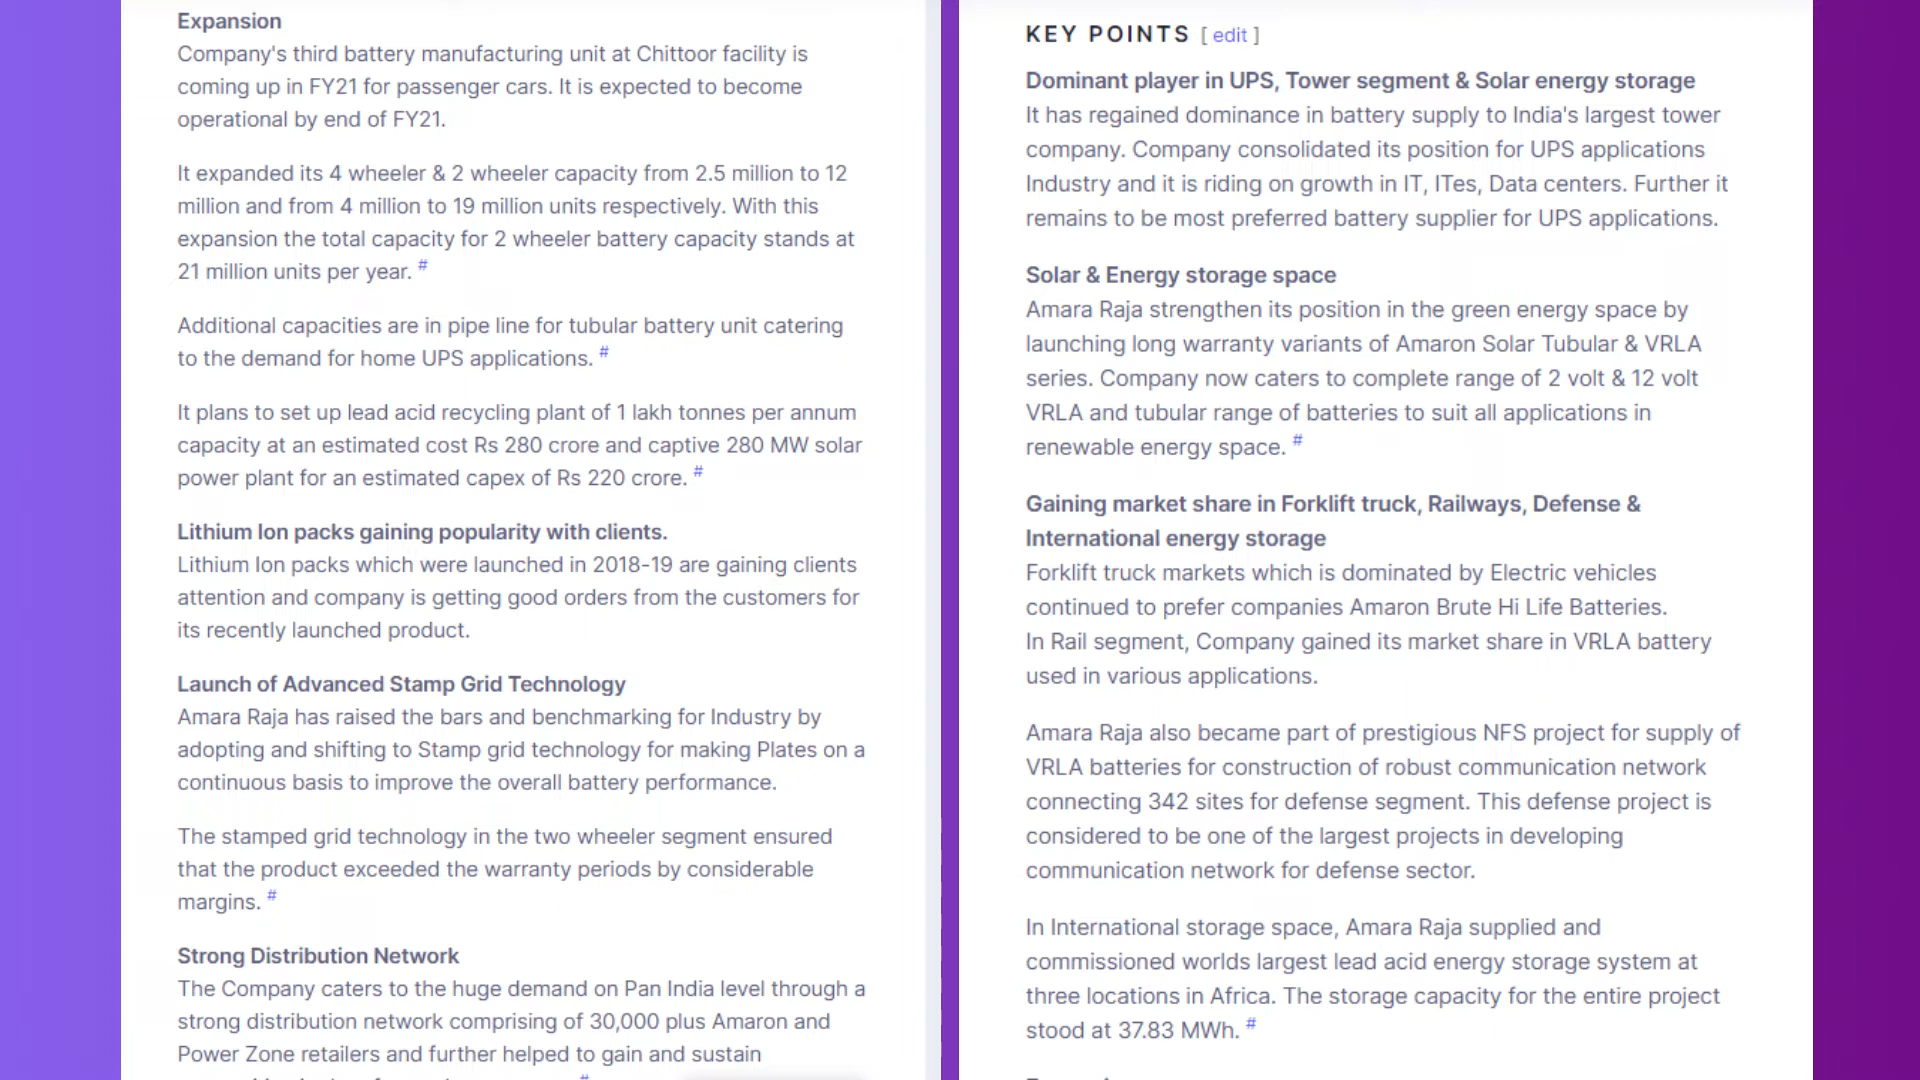 Expansion
Company's third battery manufacturing unit at Chittoor facility is
coming up in FY21 for passenger cars. It is expected to become
operational by end of FY21.
It expanded its 4 wheeler & 2 wheeler capacity from 2.5 million to 12
million and from 4 million to 19 million units respectively. With this
expansion the total capacity for 2 wheeler battery capacity stands at
21 million units per year. #
Additional capacities are in pipe line for tubular battery unit catering
to the demand for home UPS applications. #
It plans to set up lead acid recycling plant of 1 lakh tonnes per annum
capacity at an estimated cost Rs 280 crore and captive 280 MW solar
power plant for an estimated capex of Rs 220 crore. #
Lithium Ion packs gaining popularity with clients.
Lithium Ion packs which were launched in 2018-19 are gaining clients
attention and company is getting good orders from the customers for
its recently launched product.
Launch of Advanced Stamp Grid Technology
Amara Raja has raised the bars and benchmarking for Industry by
adopting and shifting to Stamp grid technology for making Plates on a
continuous basis to improve the overall battery performance.
The stamped grid technology in the two wheeler segment ensured
that the product exceeded the warranty periods by considerable
margins. #
Strong Distribution Network
The Company caters to the huge demand on Pan India level through a
strong distribution network comprising of 30,000 plus Amaron and
Power Zone retailers and further helped to gain and sustain
#
KEY POINTS [ edit ]
Dominant player in UPS, Tower segment & Solar energy storage
It has regained dominance in battery supply to India's largest tower
company. Company consolidated its position for UPS applications
Industry and it is riding on growth in IT, ITes, Data centers. Further it
remains to be most preferred battery supplier for UPS applications.
Solar & Energy storage space
Amara Raja strengthen its position in the green energy space by
launching long warranty variants of Amaron Solar Tubular & VRLA
series. Company now caters to complete range of 2 volt & 12 volt
VRLA and tubular range of batteries to suit all applications in
renewable energy space. #
Gaining market share in Forklift truck, Railways, Defense &
International energy storage
Forklift truck markets which is dominated by Electric vehicles
continued to prefer companies Amaron Brute Hi Life Batteries.
In Rail segment, Company gained its market share in VRLA battery
used in various applications.
Amara Raja also became part of prestigious NFS project for supply of
VRLA batteries for construction of robust communication network
connecting 342 sites for defense segment. This defense project is
considered to be one of the largest projects in developing
communication network for defense sector.
In International storage space, Amara Raja supplied and
commissioned worlds largest lead acid energy storage system at
three locations in Africa. The storage capacity for the entire project
stood at 37.83 MWh. #